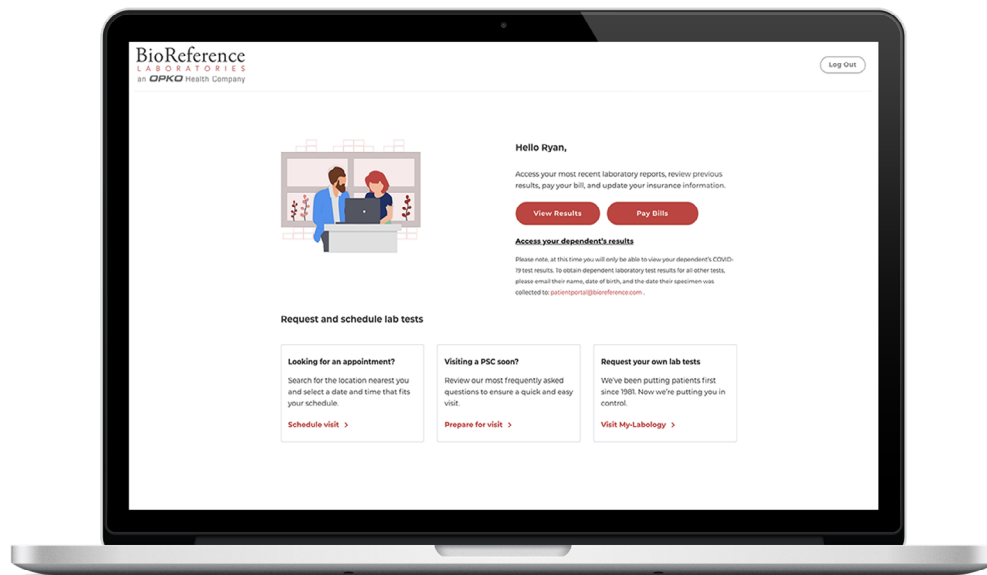 BioReference
LABORATORIES
an OPKO Health Company
Log Out
Hello Ryan,
Access your most recent laboratory reports, review previous
results, pay your bill, and update your insurance information.
View Results
Pay Bills
Access your dependent's results
Please note, at this time you will only be able to view your dependent's COVID-
19 test results. To obtain dependent laboratory test results for all other tests,
please email their name, date of birth, and the date their specimen was
collected to: patientportal@bioreference.com .
Request and schedule lab tests
Looking for an appointment?
Search for the location nearest you
and select a date and time that fits
your schedule.
Schedule visit >
Visiting a PSC soon?
Review our most frequently asked
questions to ensure a quick and easy
visit.
Prepare for visit >
Request your own lab tests
We've been putting patients first
since 1981. Now we're putting you in
control.
Visit My-Labology >